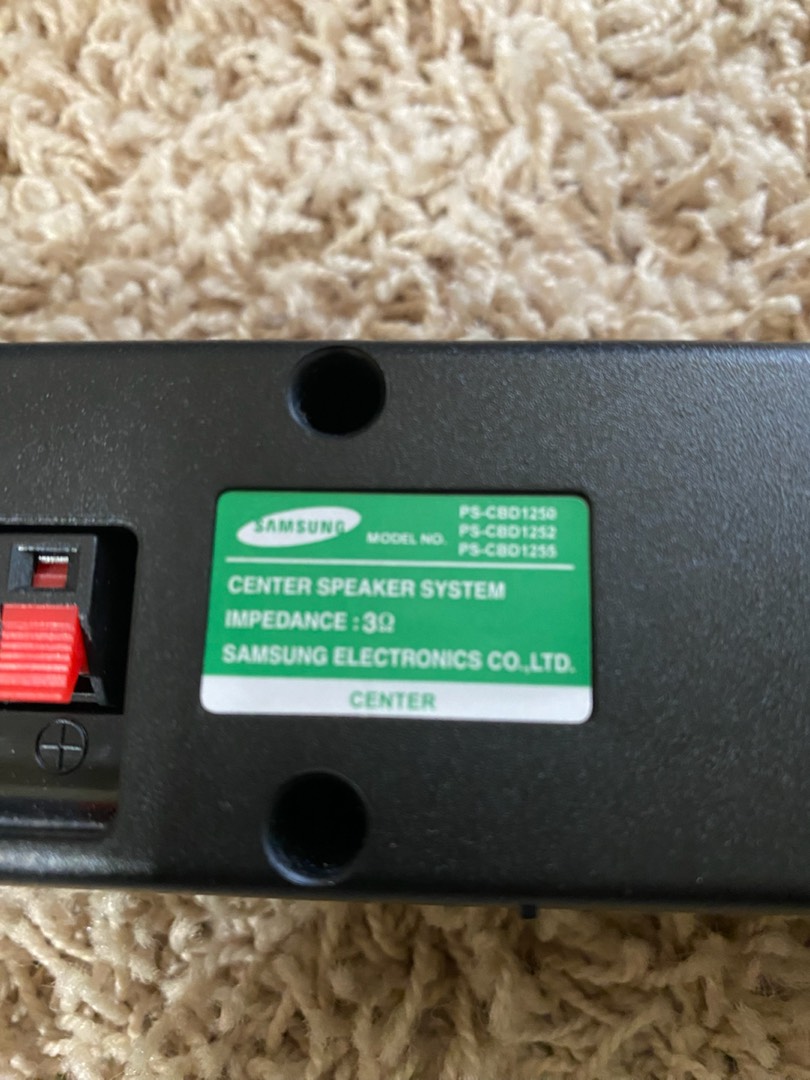 SAMSUNG
MODEL NO.
PS-CBD1250
PS-CBD1252
PS-CBD1255
CENTER SPEAKER SYSTEM
IMPEDANCE : 3Ω
SAMSUNG ELECTRONICS CO.,LTD.
CENTER